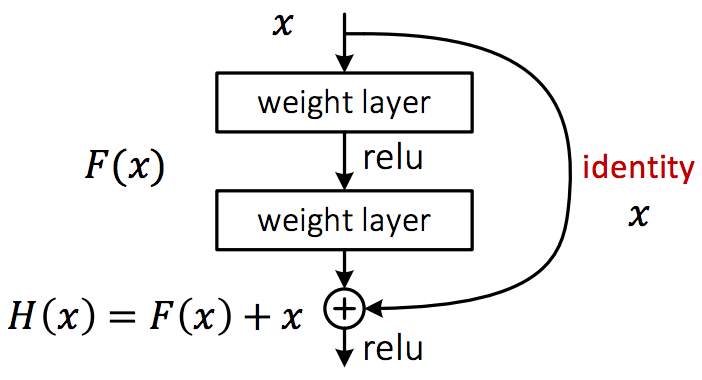 x
weight layer
relu
F(x)
identity
x
weight layer
H(x) = F(x) + x
+
relu